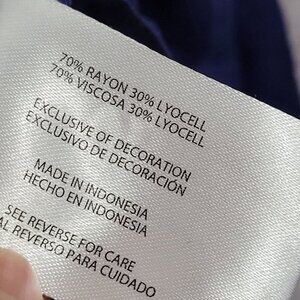 70% RAYON 30% LYOCELL
70% VISCOSA 30% LYOCELL
EXCLUSIVE OF DECORATION
EXCLUSIVO DE DECORACIÓN
MADE IN INDONESIA
HECHO EN INDONESIA
SEE REVERSE FOR CARE
AL REVERSO PARA CUIDADO